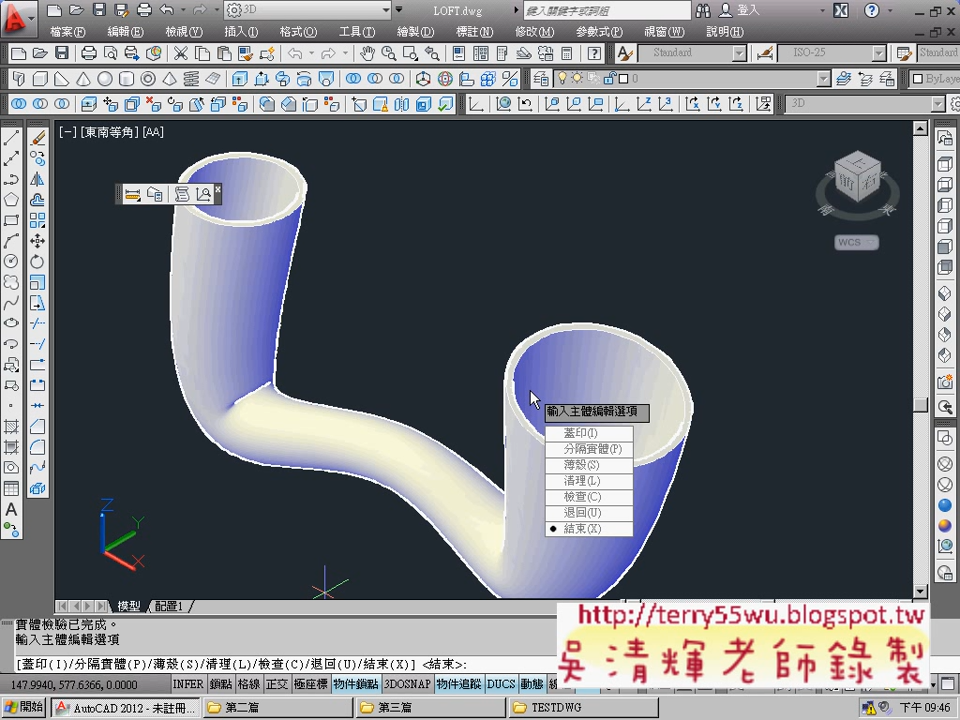 3D
LOFT.dwg
鍵入關鍵字或詞組
登入
檔案(F) 編輯(E) 檢視(V) 插入(I) 格式(O) 工具(T) 繪製(D) 標註(N) 修改(M) 參數式(P) 視窗(W) 說明(H)
Standard ISO-25 Standard
0 ByLaye
3D
[−][東南等角][AA]
上
前 右
南 東
WCS
輸入主體編輯選項
蓋印(I)
分隔實體(P)
薄殼(S)
清理(L)
檢查(C)
退回(U)
結束(X)
Z
Y
X
模型 配置1
實體檢驗已完成。
輸入主體編輯選項
[蓋印(I)/分隔實體(P)/薄殼(S)/清理(L)/檢查(C)/退回(U)/結束(X)] <結束>:
http://terry55wu.blogspot.tw
吳清輝老師錄製
147.9940, 577.6366, 0.0000 INFER 鎖點 格線 正交 極座標 物件鎖點 3DOSNAP 物件追蹤 DUCS 動態
開始 AutoCAD 2012 - 未註冊... 第二篇 第三篇 TESTDWG 下午 09:46